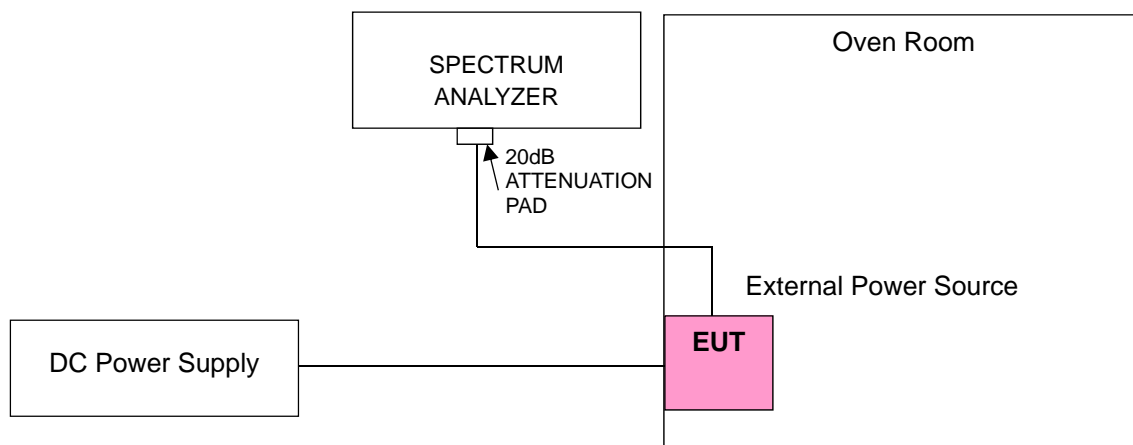 Oven Room
SPECTRUM
ANALYZER
20dB
ATTENUATION
PAD
External Power Source
EUT
DC Power Supply